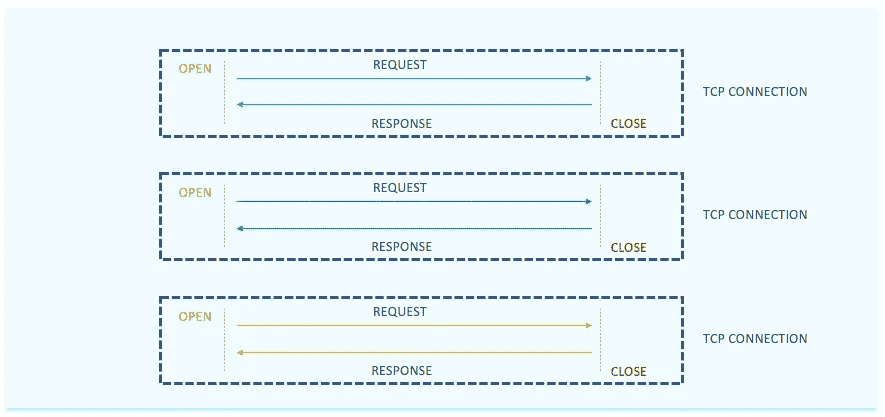 REQUEST
OPEN
TCP CONNECTION
RESPONSE
CLOSE
REQUEST
OPEN
TCP CONNECTION
RESPONSE
CLOSE
REQUEST
OPEN
TCP CONNECTION
RESPONSE
CLOSE